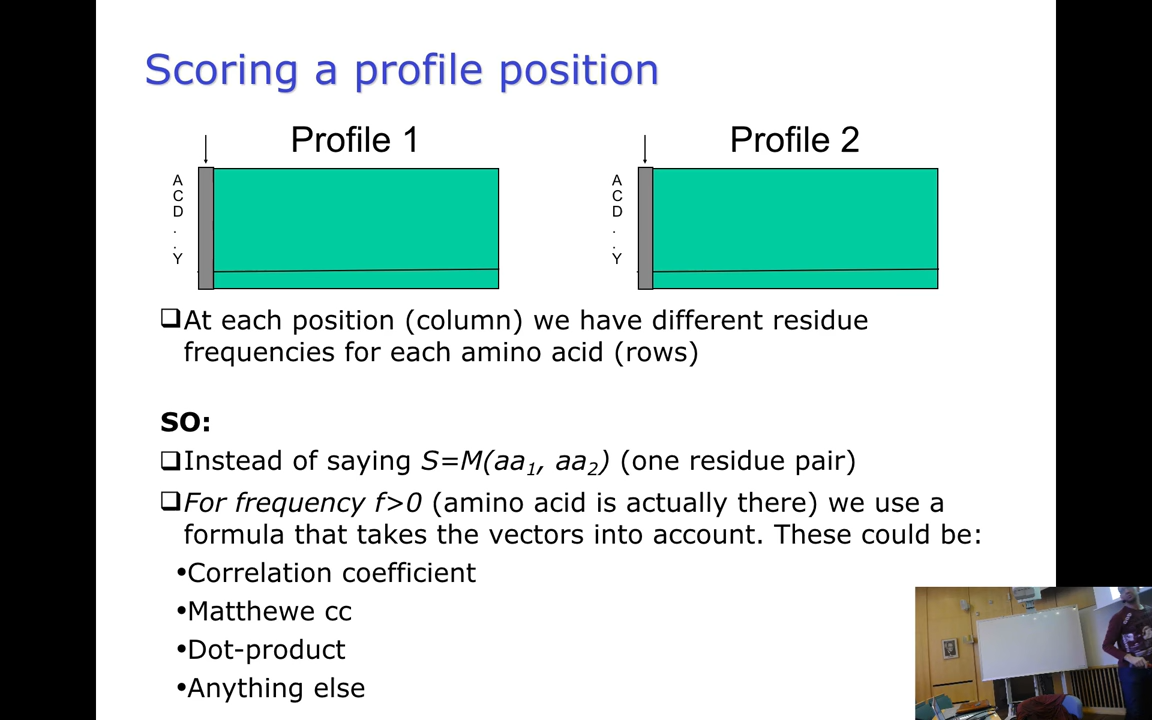 Scoring a profile position
Profile 1
Profile 2
A
C
D
.
.
Y
A
C
D
.
.
Y
❑At each position (column) we have different residue
frequencies for each amino acid (rows)
SO:
❑Instead of saying S=M(aa₁, aa₂) (one residue pair)
❑For frequency f>0 (amino acid is actually there) we use a
formula that takes the vectors into account. These could be:
•Correlation coefficient
•Matthewe cc
•Dot-product
•Anything else